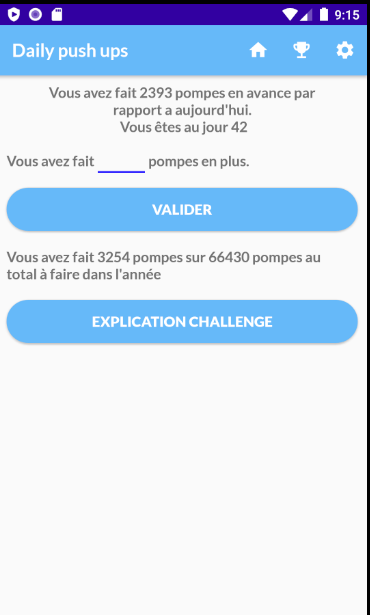 9:15
Daily push ups
Vous avez fait 2393 pompes en avance par
rapport a aujourd'hui.
Vous êtes au jour 42
Vous avez fait _____ pompes en plus.
VALIDER
Vous avez fait 3254 pompes sur 66430 pompes au
total à faire dans l'année
EXPLICATION CHALLENGE